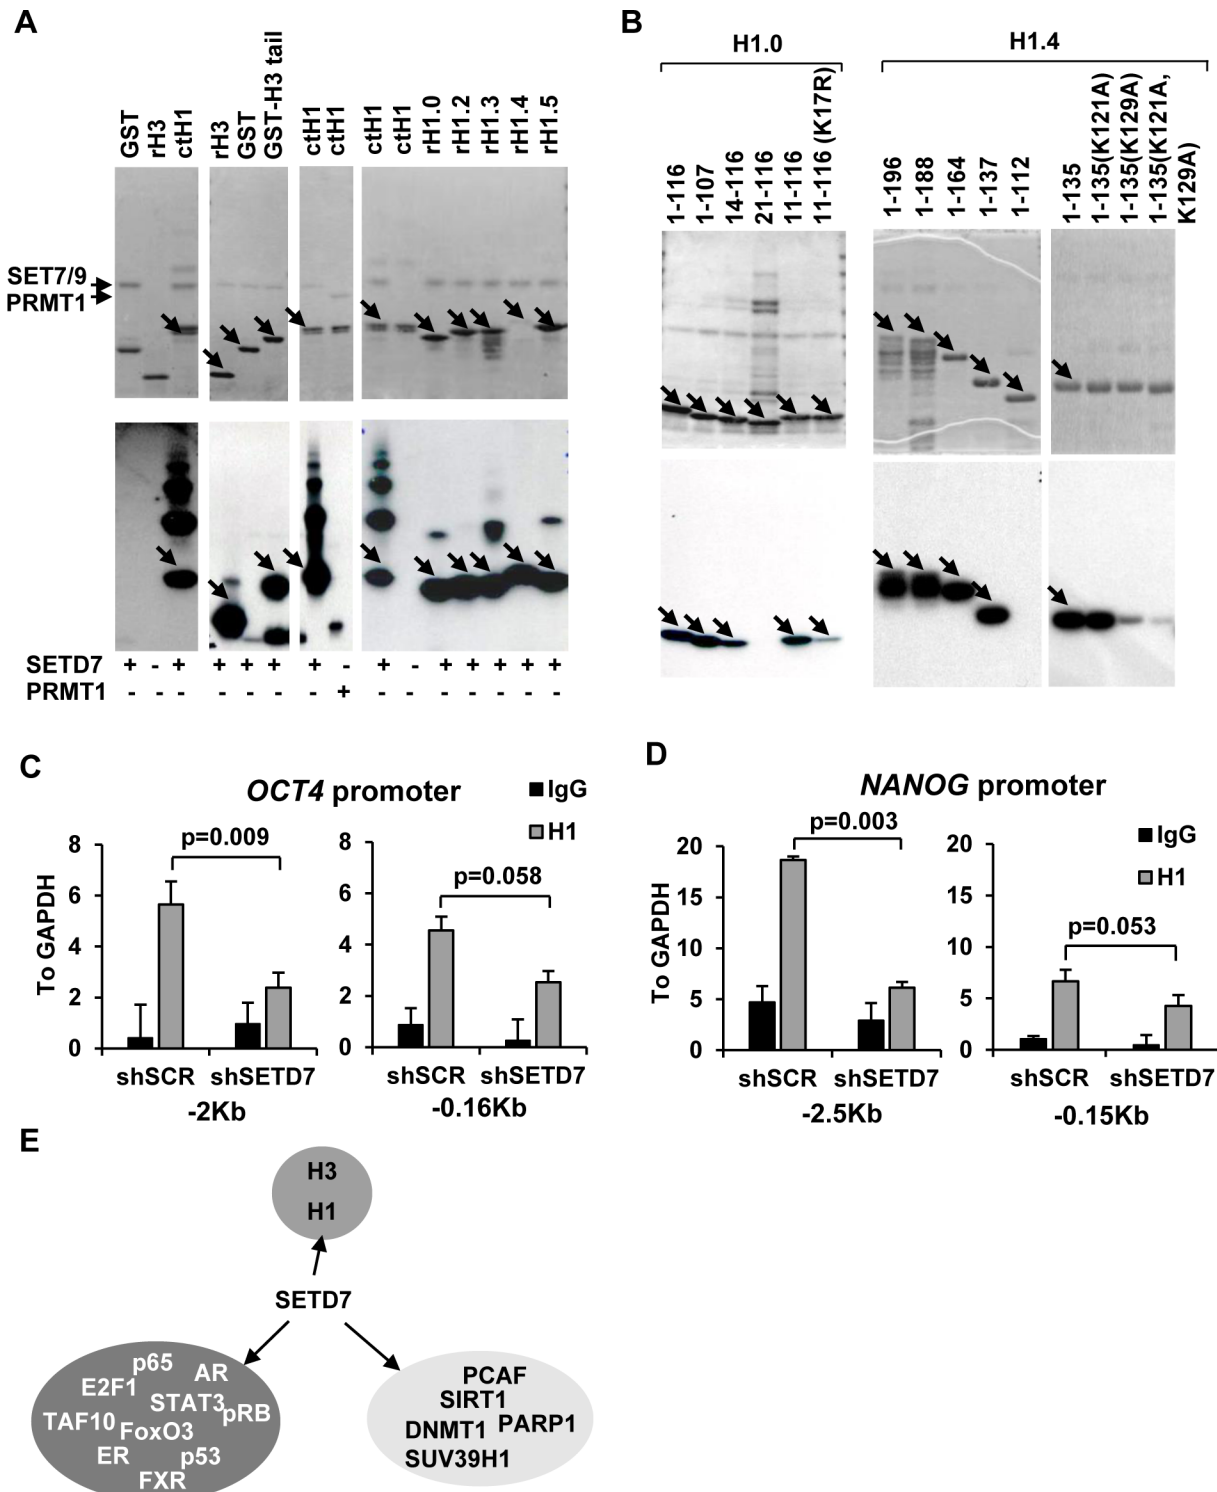 A
GST
rH3
ctH1
rH3
GST
GST-H3 tail
ctH1
ctH1
ctH1
ctH1
rH1.0
rH1.2
rH1.3
rH1.4
rH1.5
SET7/9
PRMT1
SETD7 + - + + + + + - + - + + + + +
PRMT1 - - - - - - - + - - - - - - -
B
H1.0
H1.4
1-116
1-107
14-116
21-116
11-116
11-116 (K17R)
1-196
1-188
1-164
1-137
1-112
1-135
1-135(K121A)
1-135(K129A)
1-135(K121A,
K129A)
C
OCT4 promoter
IgG
H1
To GAPDH
8
6
4
2
0
p=0.009
shSCR shSETD7
-2Kb
8
6
4
2
0
p=0.058
shSCR shSETD7
-0.16Kb
D
NANOG promoter
IgG
H1
To GAPDH
20
15
10
5
0
p=0.003
shSCR shSETD7
-2.5Kb
20
15
10
5
0
p=0.053
shSCR shSETD7
-0.15Kb
E
H3
H1
SETD7
p65
AR
E2F1
STAT3
pRB
TAF10
FoxO3
ER
p53
FXR
PCAF
SIRT1
DNMT1
PARP1
SUV39H1